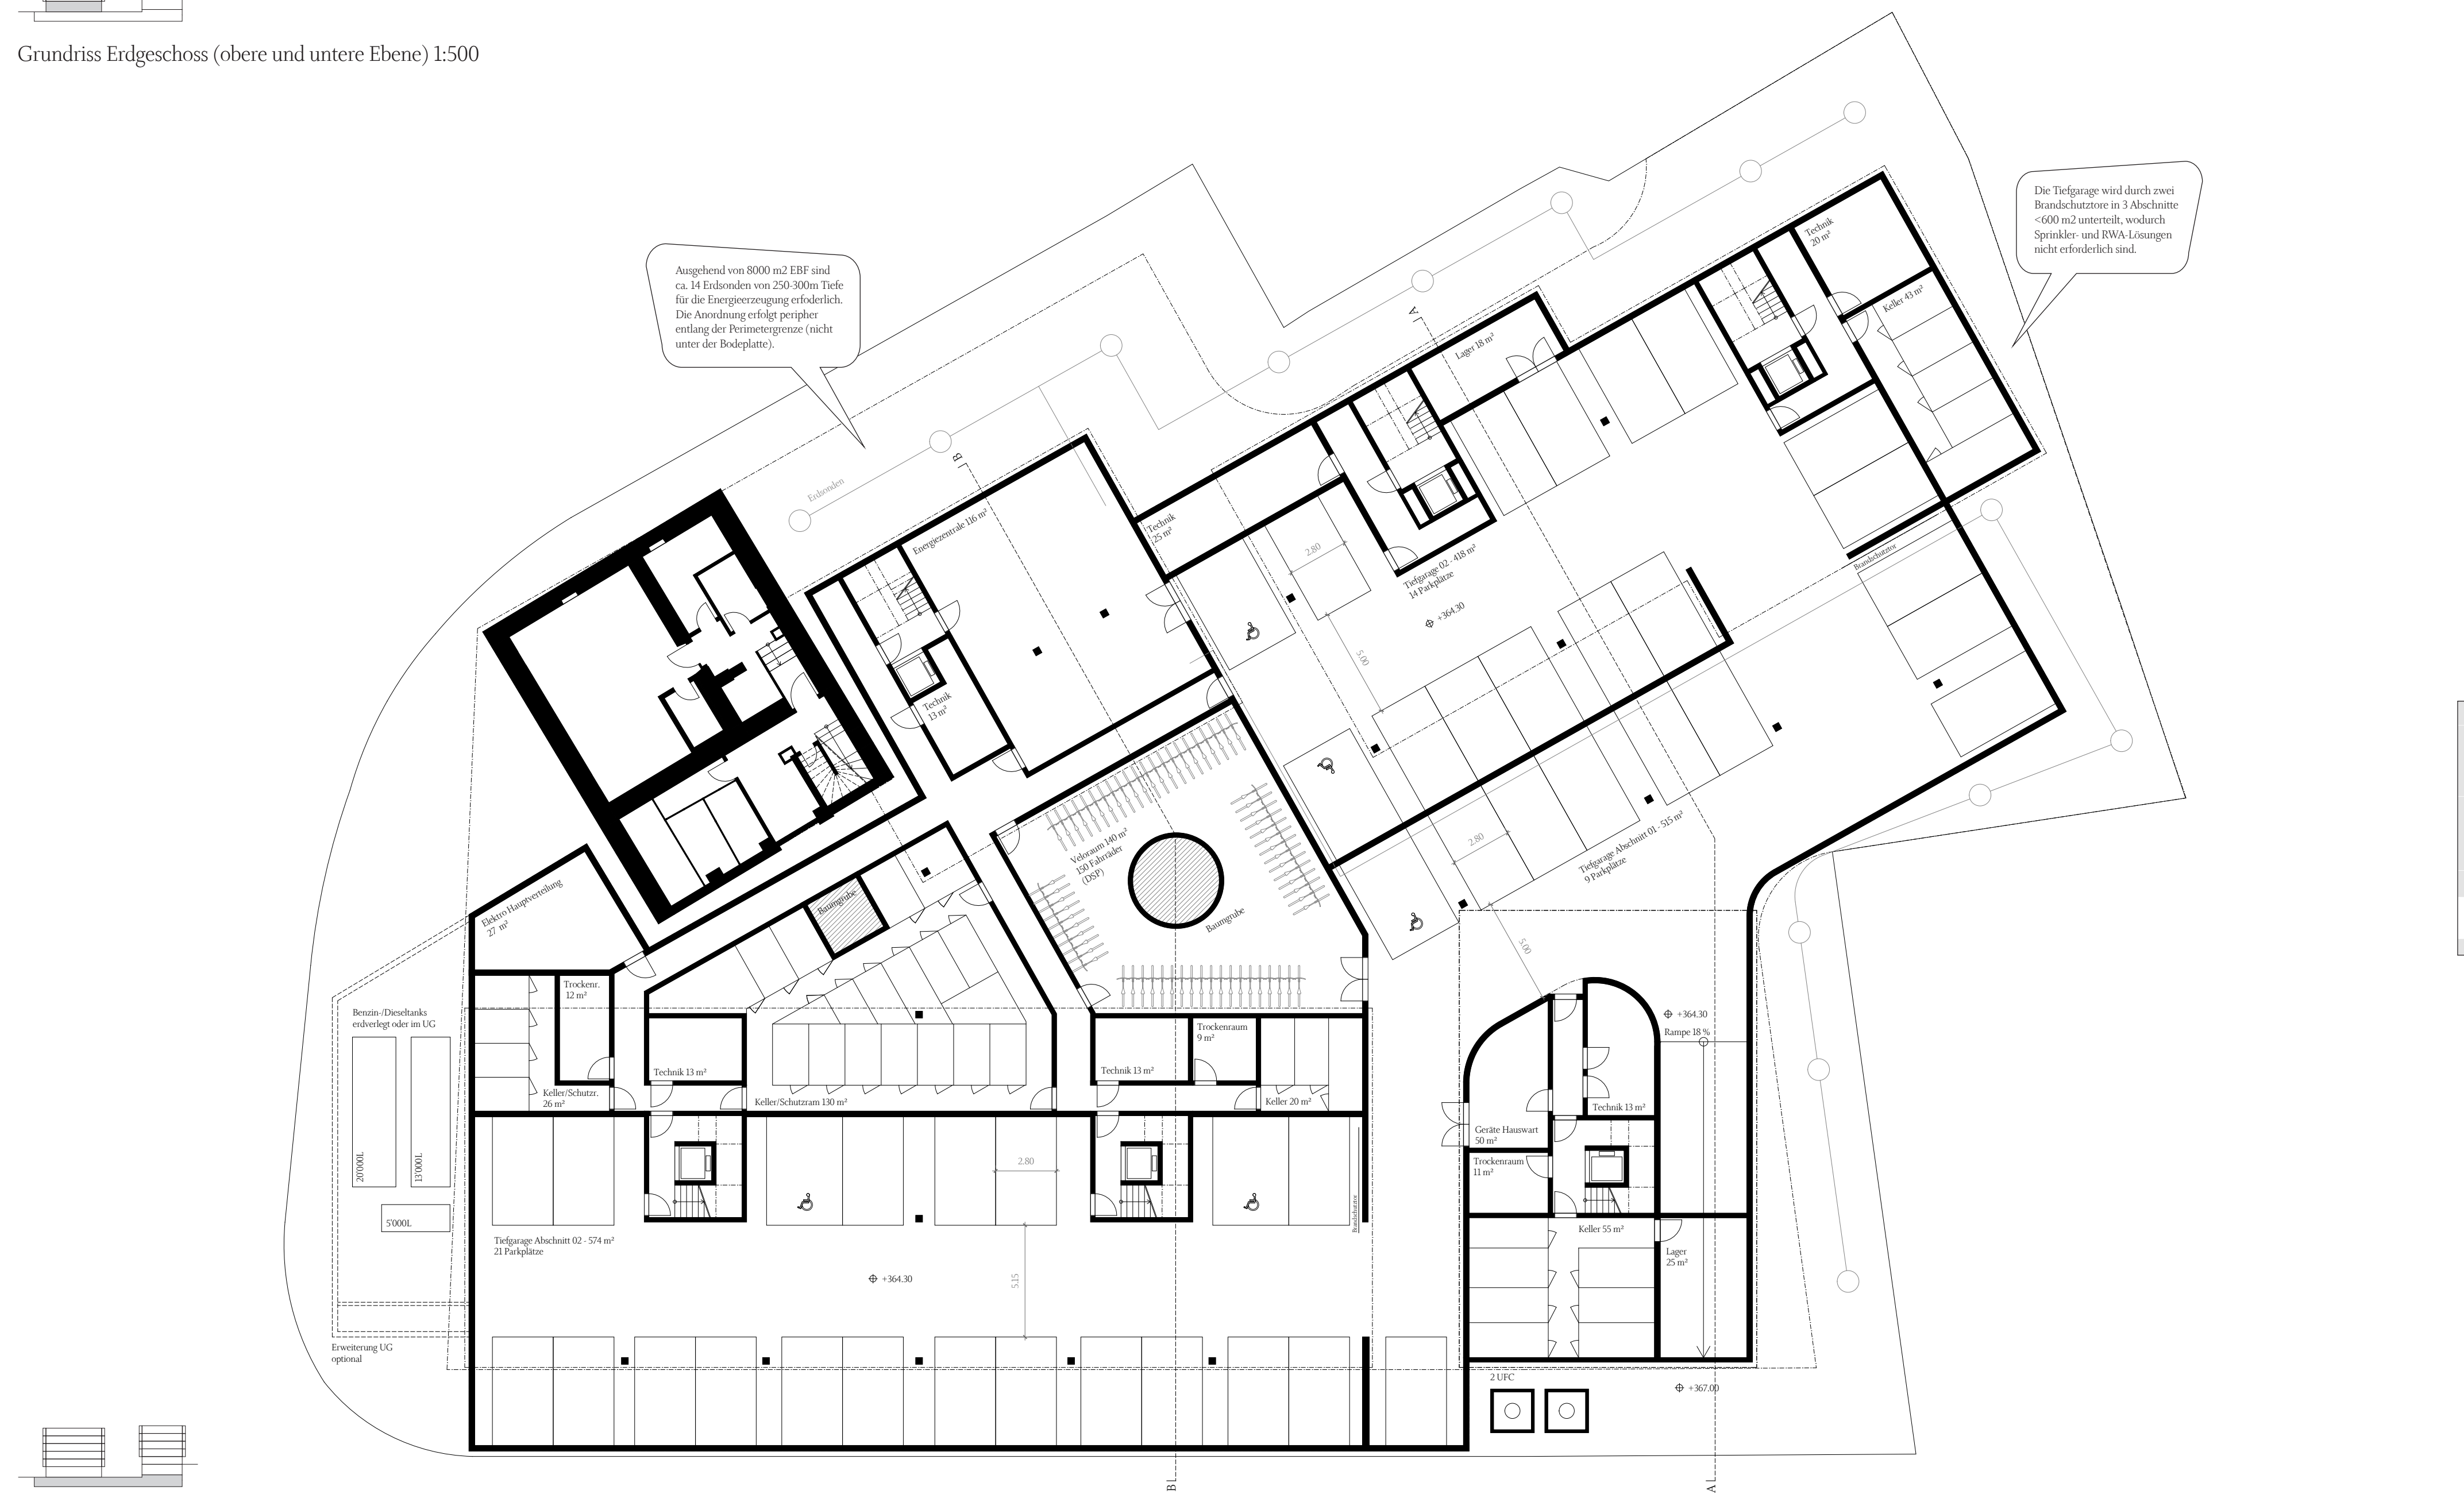 Grundriss Erdgeschoss (obere und untere Ebene) 1:500
Die Tiefgarage wird durch zwei
Brandschutztore in 3 Abschnitte
<600 m2 unterteilt, wodurch
Sprinkler- und RWA-Lösungen
nicht erforderlich sind.
Ausgehend von 8000 m2 EBF sind
ca. 14 Erdsonden von 250-300m Tiefe
für die Energieerzeugung erfoderlich.
Die Anordnung erfolgt peripher
entlang der Perimetergrenze (nicht
unter der Bodeplatte).
Technik
20 m²
Keller 43 m²
A
Lager 18 m²
B
Erdsonden
Energiezentrale 116 m²
Technik
25 m²
2.80
Tiefgarage 02 - 418 m²
14 Parkplätze
+364.30
Brandschutztor
5.00
Technik
13 m²
Veloraum 140 m²
150 Fahrräder
(DSP)
Baumgrube
2.80
Tiefgarage Abschnitt 01 - 515 m²
9 Parkplätze
5.00
Elektro Hauptverteilung
27 m²
Baumgrube
Trockenr.
12 m²
Benzin-/Dieseltanks
erdverlegt oder im UG
20'000L
13'000L
5'000L
Keller/Schutzr.
26 m²
Technik 13 m²
Keller/Schutzram 130 m²
Technik 13 m²
Trockenraum
9 m²
Keller 20 m²
+364.30
Rampe 18 %
Technik 13 m²
Geräte Hauswart
50 m²
Trockenraum
11 m²
2.80
Brandschutztor
Tiefgarage Abschnitt 02 - 574 m²
21 Parkplätze
+364.30
5.15
Keller 55 m²
Lager
25 m²
Erweiterung UG
optional
2 UFC
+367.00
B
A